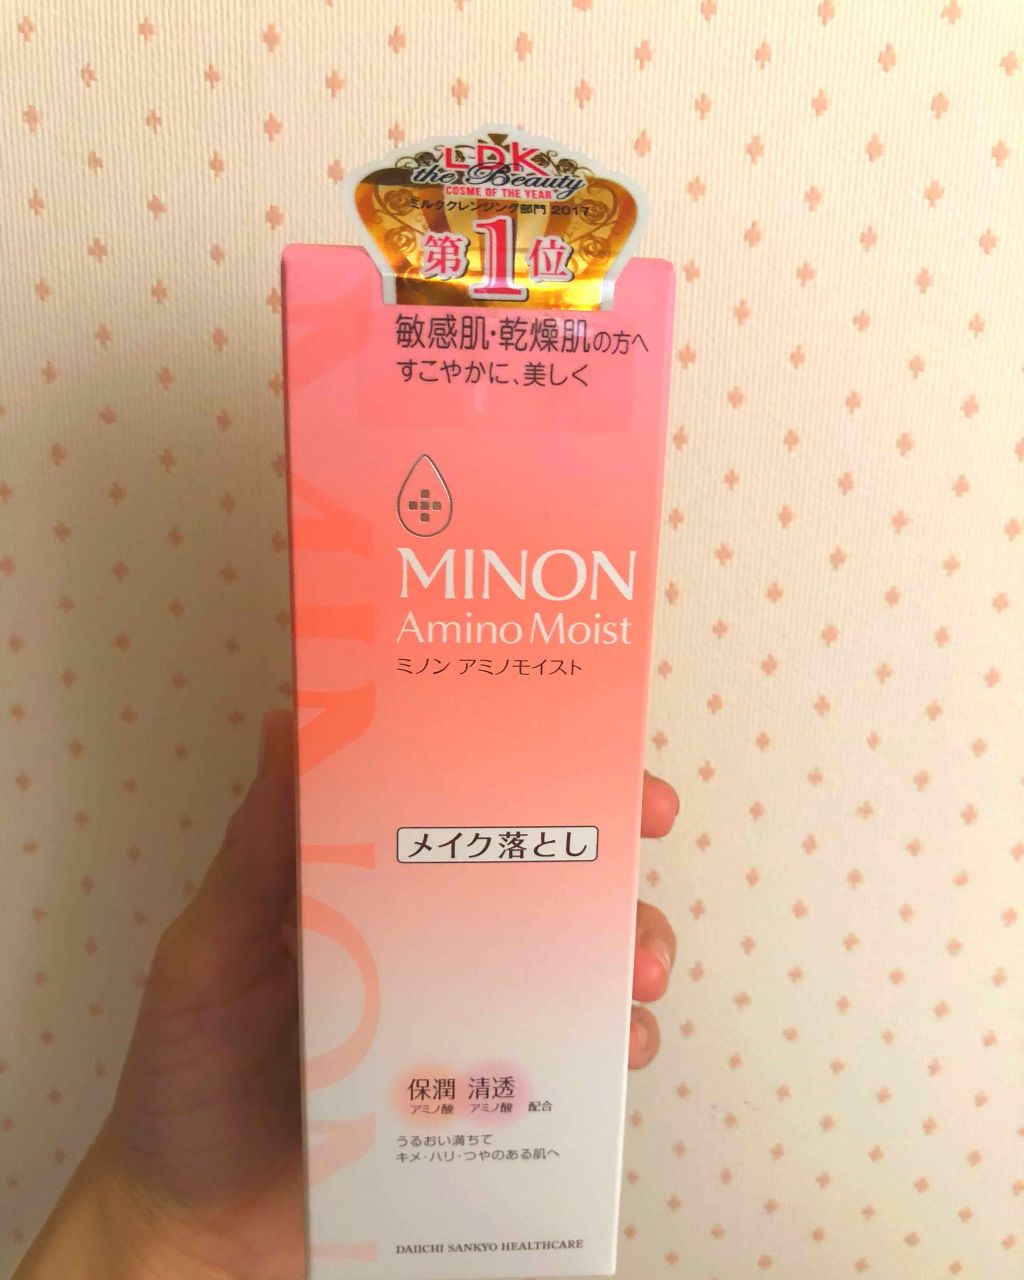 LDK
the Beauty
COSME OF THE YEAR
ミルククレンジング部門 2017
第1位
敏感肌・乾燥肌の方へ
すこやかに、美しく
MINON
Amino Moist
ミノン アミノモイスト
メイク落とし
保潤 清透
アミノ酸 アミノ酸 配合
うるおい満ちて
キメ・ハリ・つやのある肌へ
DAIICHI SANKYO HEALTHCARE
MINON